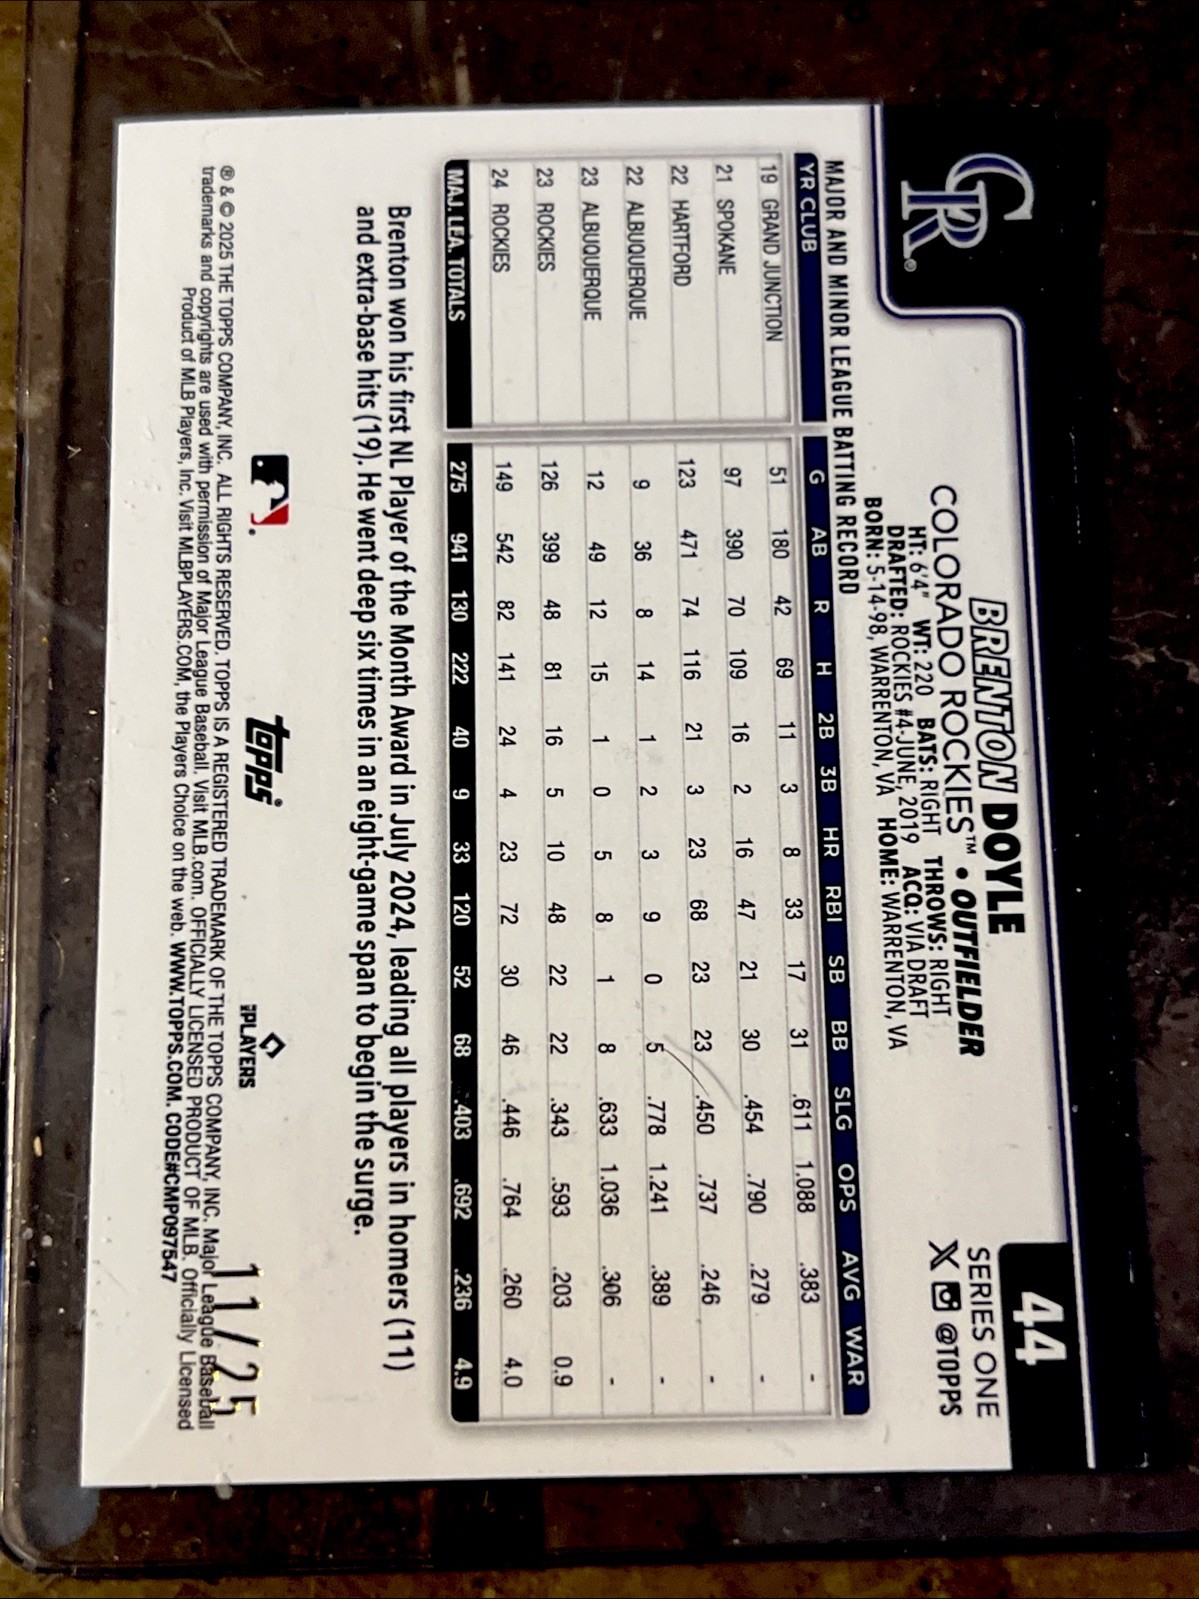 CR®
44
BRENTON DOYLE
COLORADO ROCKIES™ • OUTFIELDER
SERIES ONE
@TOPPS
HT: 6'4" WT: 220 BATS: RIGHT THROWS: RIGHT
DRAFTED: ROCKIES #4-JUNE, 2019 ACQ: VIA DRAFT
BORN: 5-14-98, WARRENTON, VA HOME: WARRENTON, VA
MAJOR AND MINOR LEAGUE BATTING RECORD
YR CLUB G AB R H 2B 3B HR RBI SB BB SLG OPS AVG WAR
19 GRAND JUNCTION 51 180 42 69 11 3 8 33 17 31 .611 1.088 .383 -
21 SPOKANE 97 390 70 109 16 2 16 47 21 30 .454 .790 .279 -
22 HARTFORD 123 471 74 116 21 3 23 68 23 23 .450 .737 .246 -
22 ALBUQUERQUE 9 36 8 14 1 2 3 9 0 5 .778 1.241 .389 -
23 ALBUQUERQUE 12 49 12 15 1 0 5 8 1 8 .633 1.036 .306 -
23 ROCKIES 126 399 48 81 16 5 10 48 22 22 .343 .593 .203 0.9
24 ROCKIES 149 542 82 141 24 4 23 72 30 46 .446 .764 .260 4.0
MAJ. LEA. TOTALS 275 941 130 222 40 9 33 120 52 68 .403 .692 .236 4.9
Brenton won his first NL Player of the Month Award in July 2024, leading all players in homers (11)
and extra-base hits (19). He went deep six times in an eight-game span to begin the surge.
topps®
PLAYERS
11/25
® & © 2025 THE TOPPS COMPANY, INC. ALL RIGHTS RESERVED. TOPPS IS A REGISTERED TRADEMARK OF THE TOPPS COMPANY, INC. Major League Baseball
trademarks and copyrights are used with permission of Major League Baseball. Visit MLB.com. OFFICIALLY LICENSED PRODUCT OF MLB. Officially Licensed
Product of MLB Players, Inc. Visit MLBPLAYERS.COM, the Players Choice on the web. WWW.TOPPS.COM. CODE#CMP097547